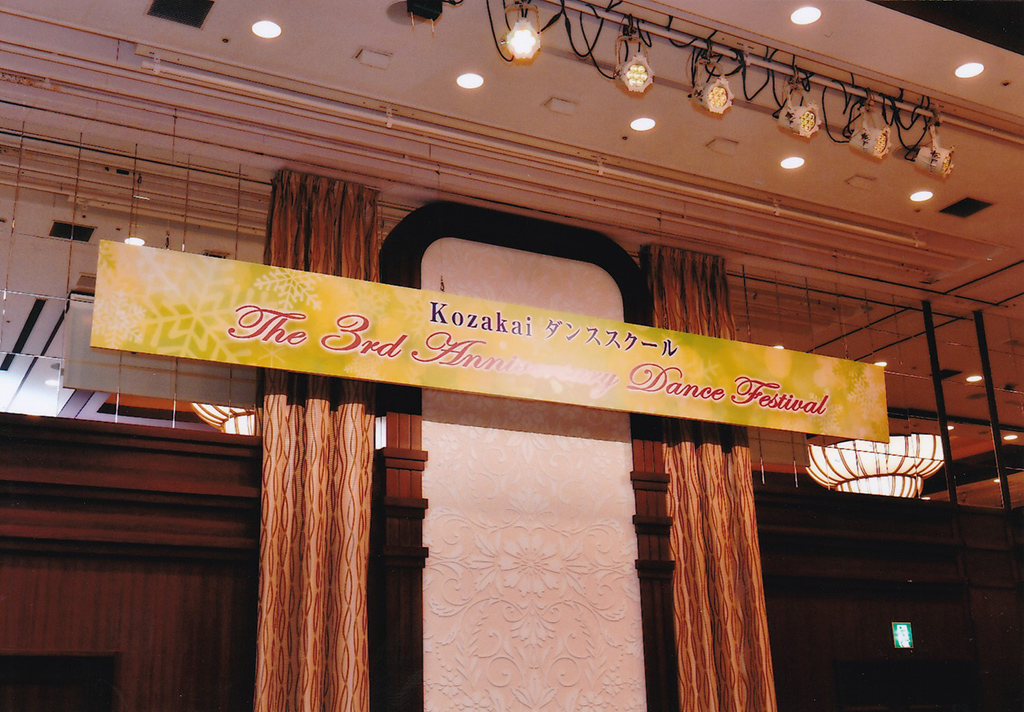 Kozakai ダンススクール
The 3rd Anniversary Dance Festival